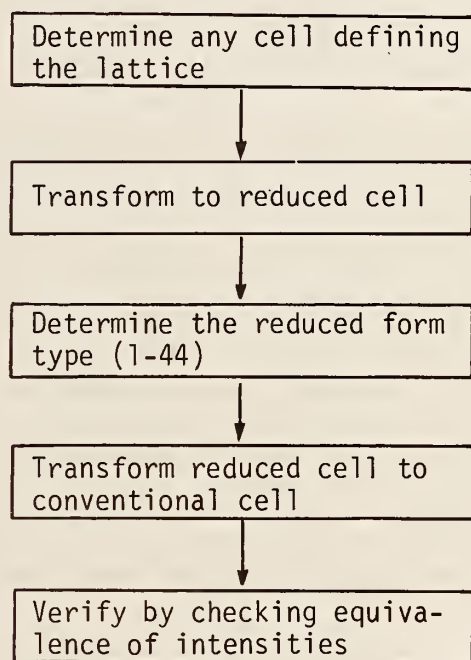 Determine any cell defining
the lattice
Transform to reduced cell
Determine the reduced form
type (1-44)
Transform reduced cell to
conventional cell
Verify by checking equiva-
lence of intensities